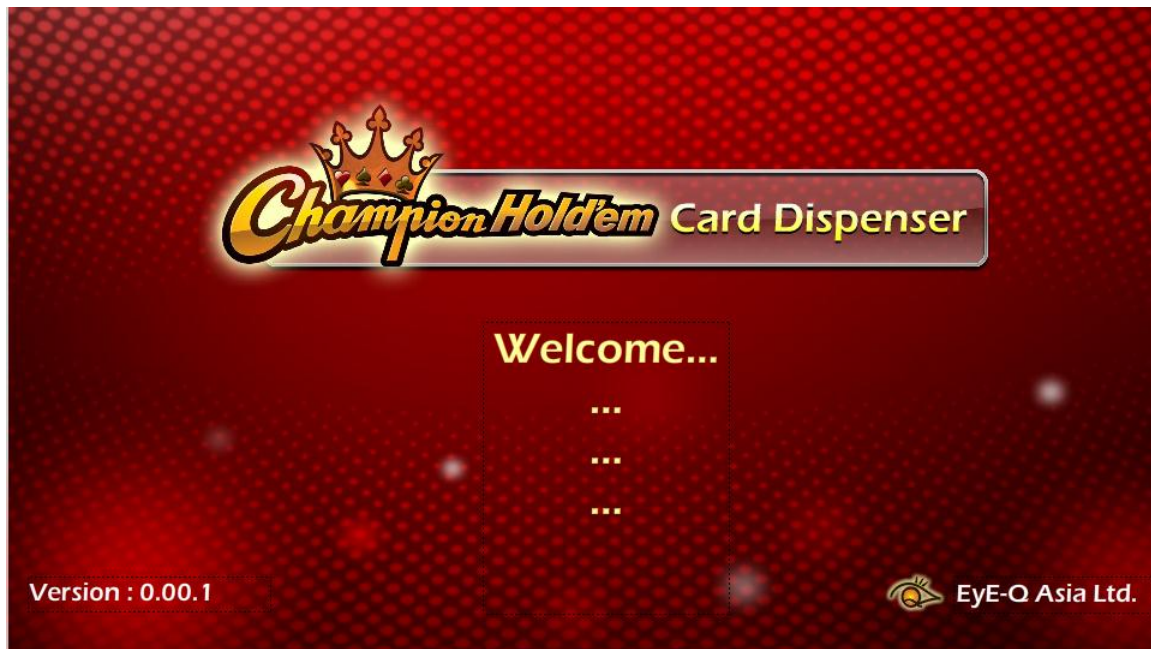 Champion Hold'em Card Dispenser
Welcome...
...
...
...
Version : 0.00.1
EyE-Q Asia Ltd.